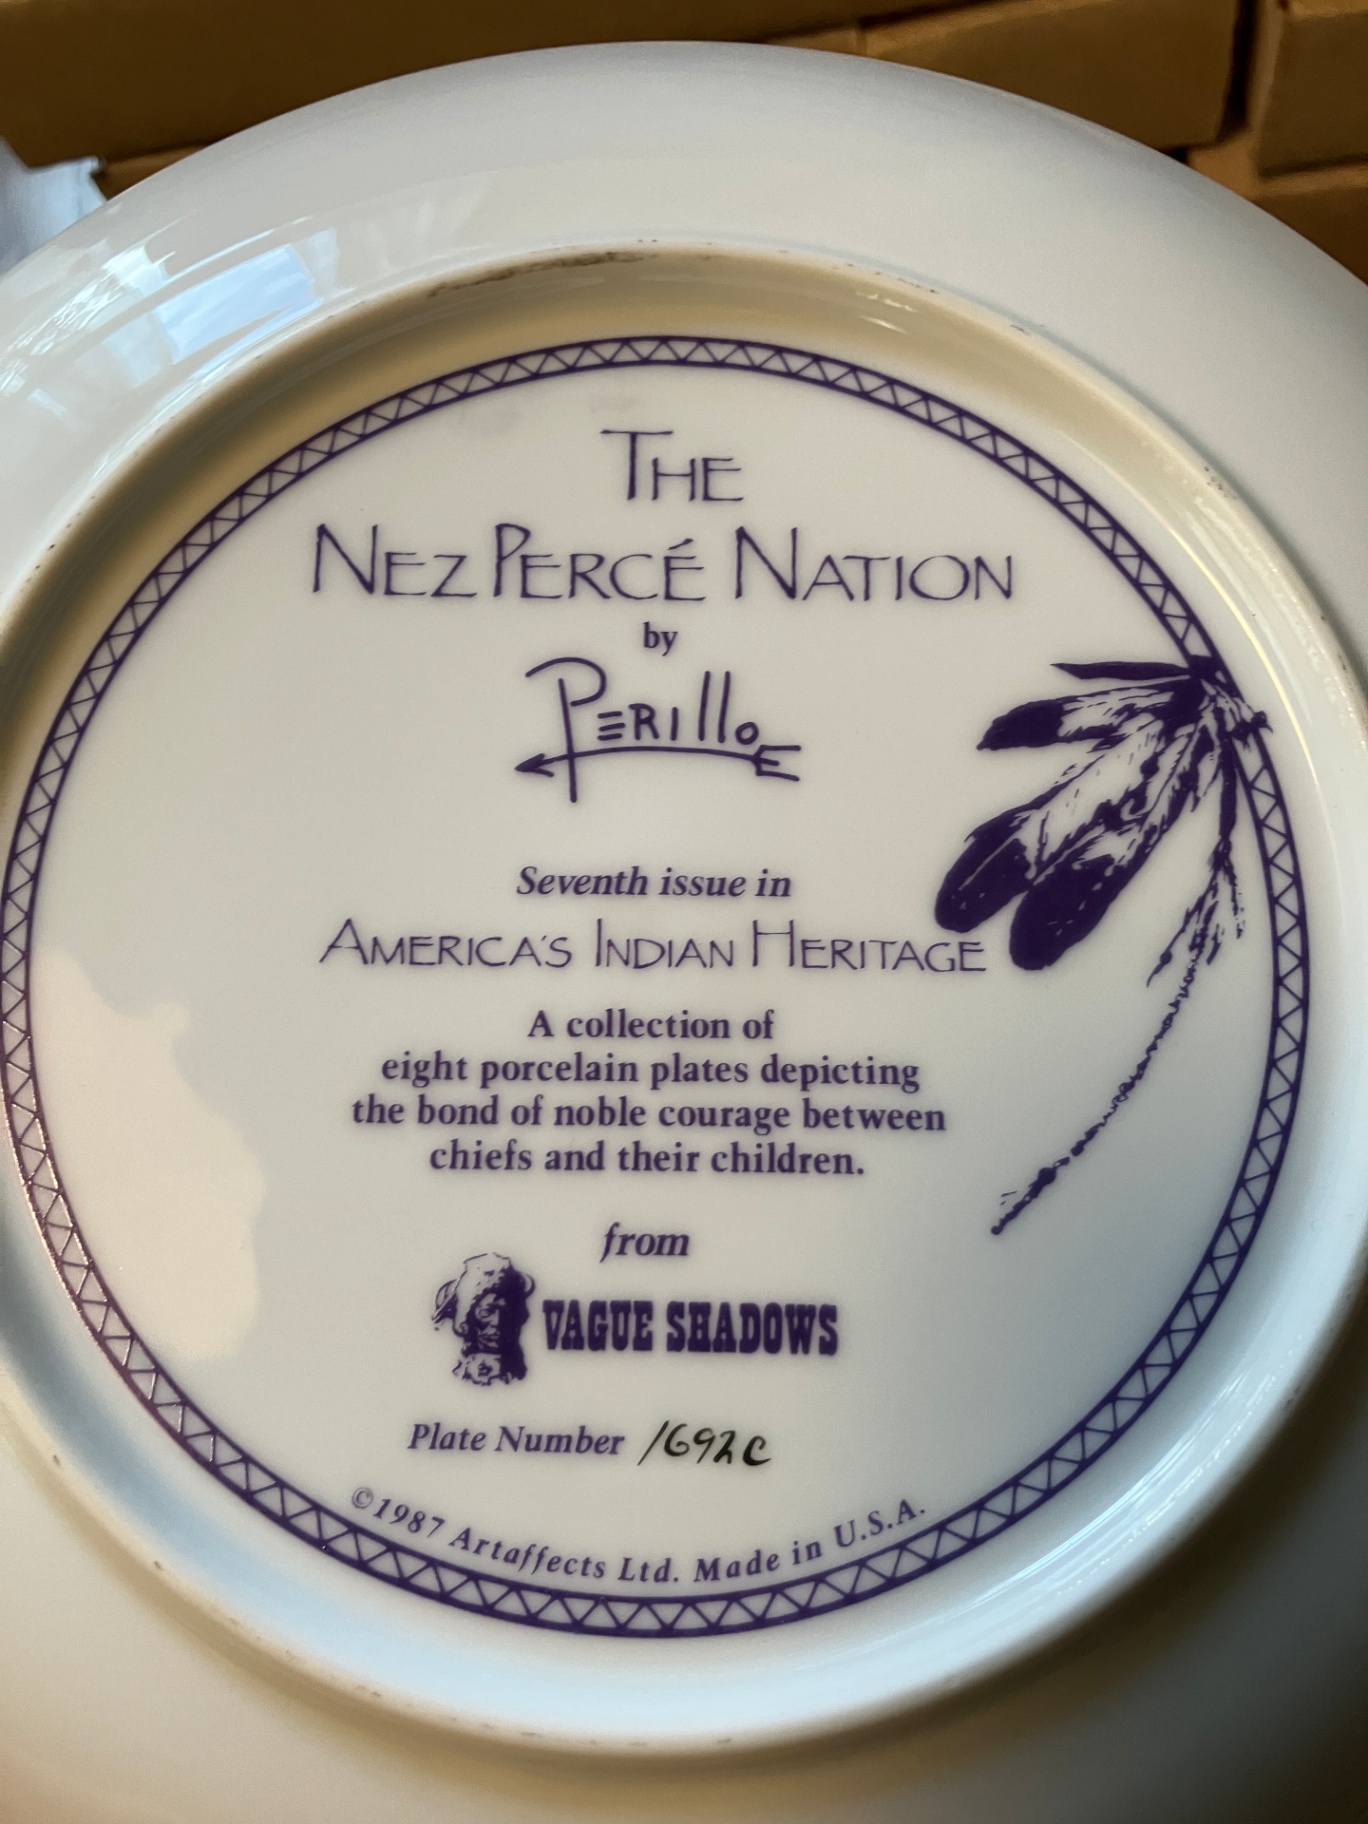 THE
NEZ PERCÉ NATION
by
PERillo
Seventh issue in
AMERICA'S INDIAN HERITAGE
A collection of
eight porcelain plates depicting
the bond of noble courage between
chiefs and their children.
from
VAGUE SHADOWS
Plate Number 1692C
©1987 Artaffects Ltd. Made in U.S.A.